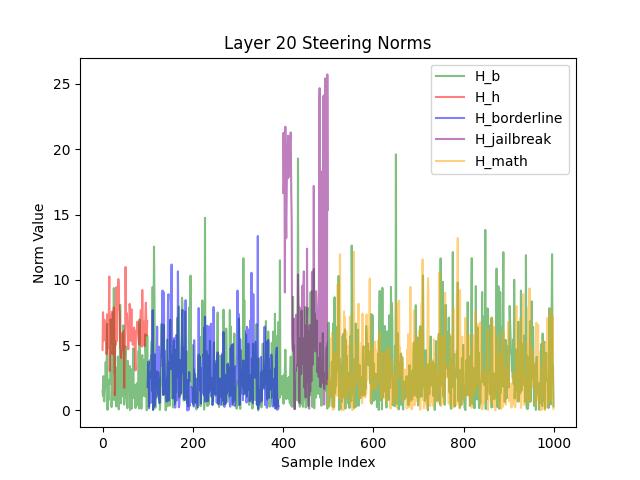 Layer 20 Steering Norms
H_b
H_h
H_borderline
H_jailbreak
H_math
Norm Value
25
20
15
10
5
0
0
200
400
600
800
1000
Sample Index